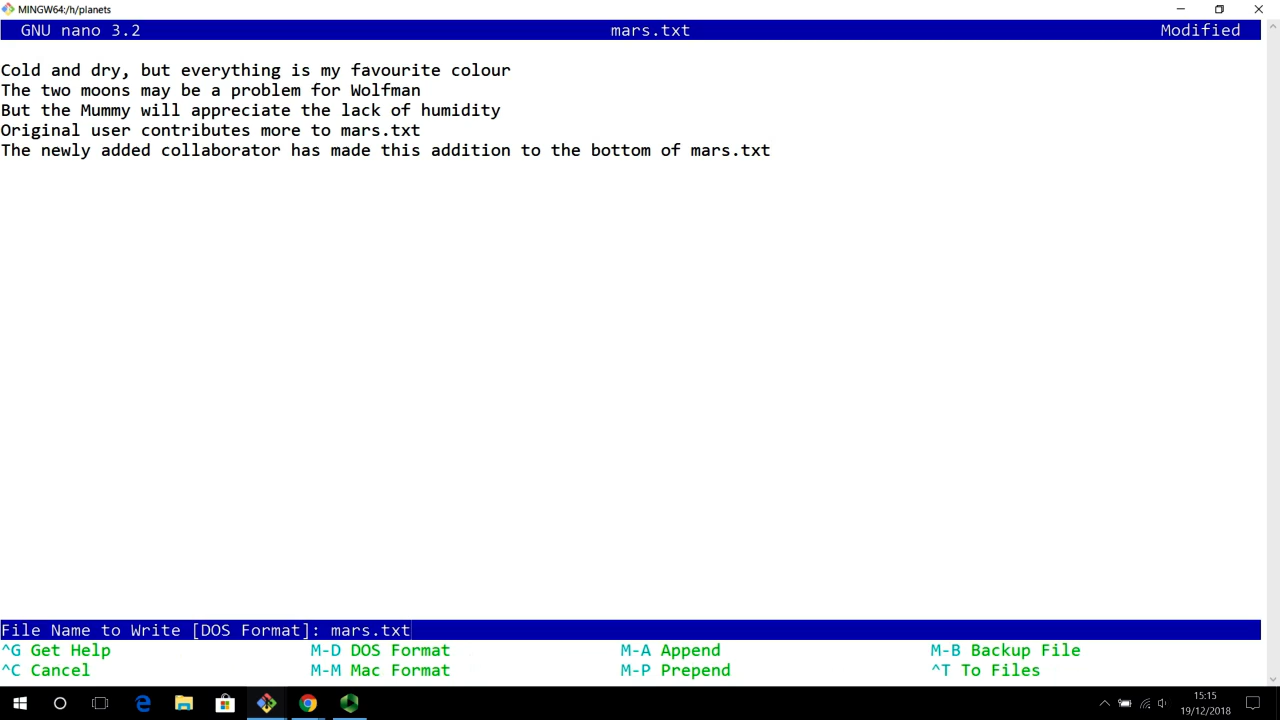 MINGW64:/h/planets
GNU nano 3.2 mars.txt Modified
Cold and dry, but everything is my favourite colour
The two moons may be a problem for Wolfman
But the Mummy will appreciate the lack of humidity
Original user contributes more to mars.txt
The newly added collaborator has made this addition to the bottom of mars.txt
File Name to Write [DOS Format]: mars.txt
^G Get Help M-D DOS Format M-A Append M-B Backup File
^C Cancel M-M Mac Format M-P Prepend ^T To Files
15:15
19/12/2018